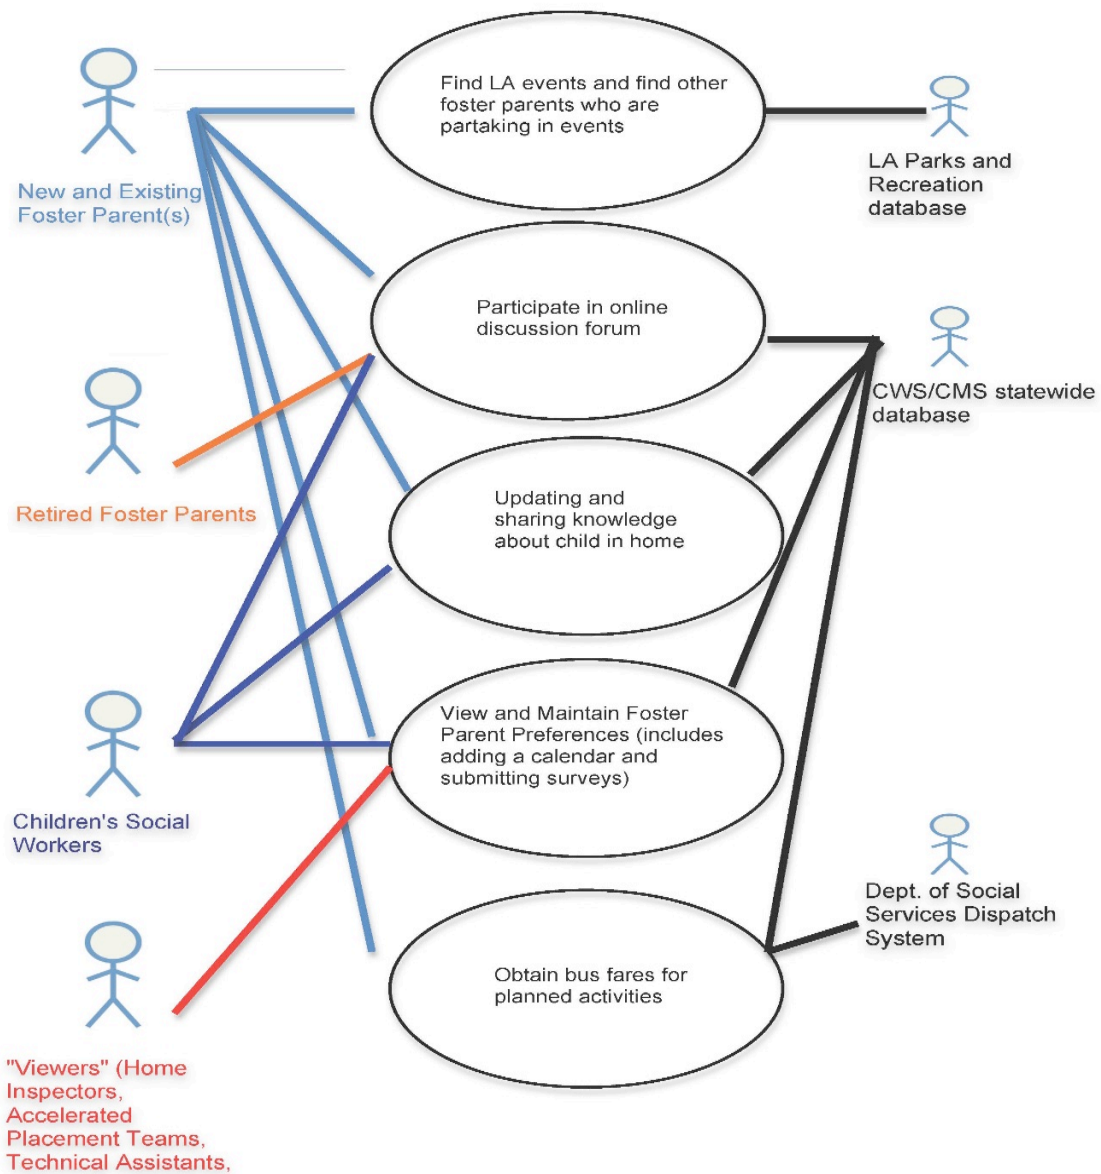 Find LA events and find other
foster parents who are
partaking in events
New and Existing
Foster Parent(s)
LA Parks and
Recreation
database
Participate in online
discussion forum
CWS/CMS statewide
database
Retired Foster Parents
Updating and
sharing knowledge
about child in home
View and Maintain Foster
Parent Preferences (includes
adding a calendar and
submitting surveys)
Children's Social
Workers
Dept. of Social
Services Dispatch
System
Obtain bus fares for
planned activities
"Viewers" (Home
Inspectors,
Accelerated
Placement Teams,
Technical Assistants,